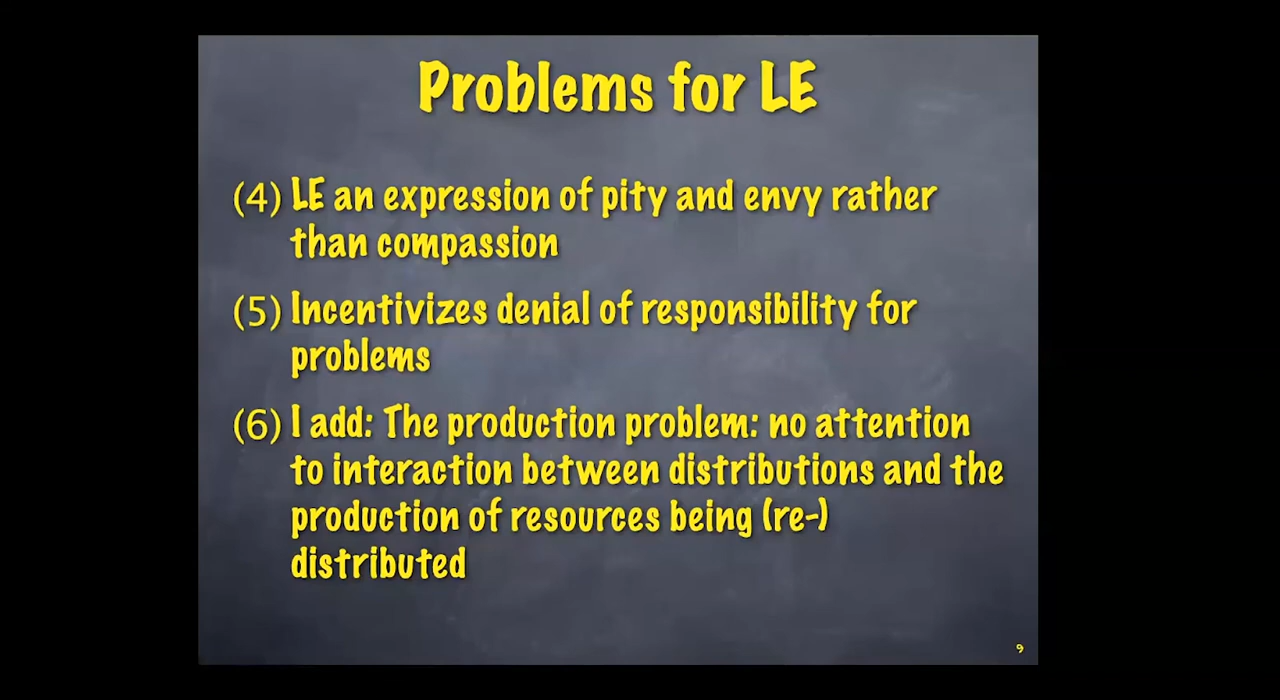 Problems for LE
(4) LE an expression of pity and envy rather
than compassion
(5) Incentivizes denial of responsibility for
problems
(6) I add: The production problem: no attention
to interaction between distributions and the
production of resources being (re-)
distributed
9